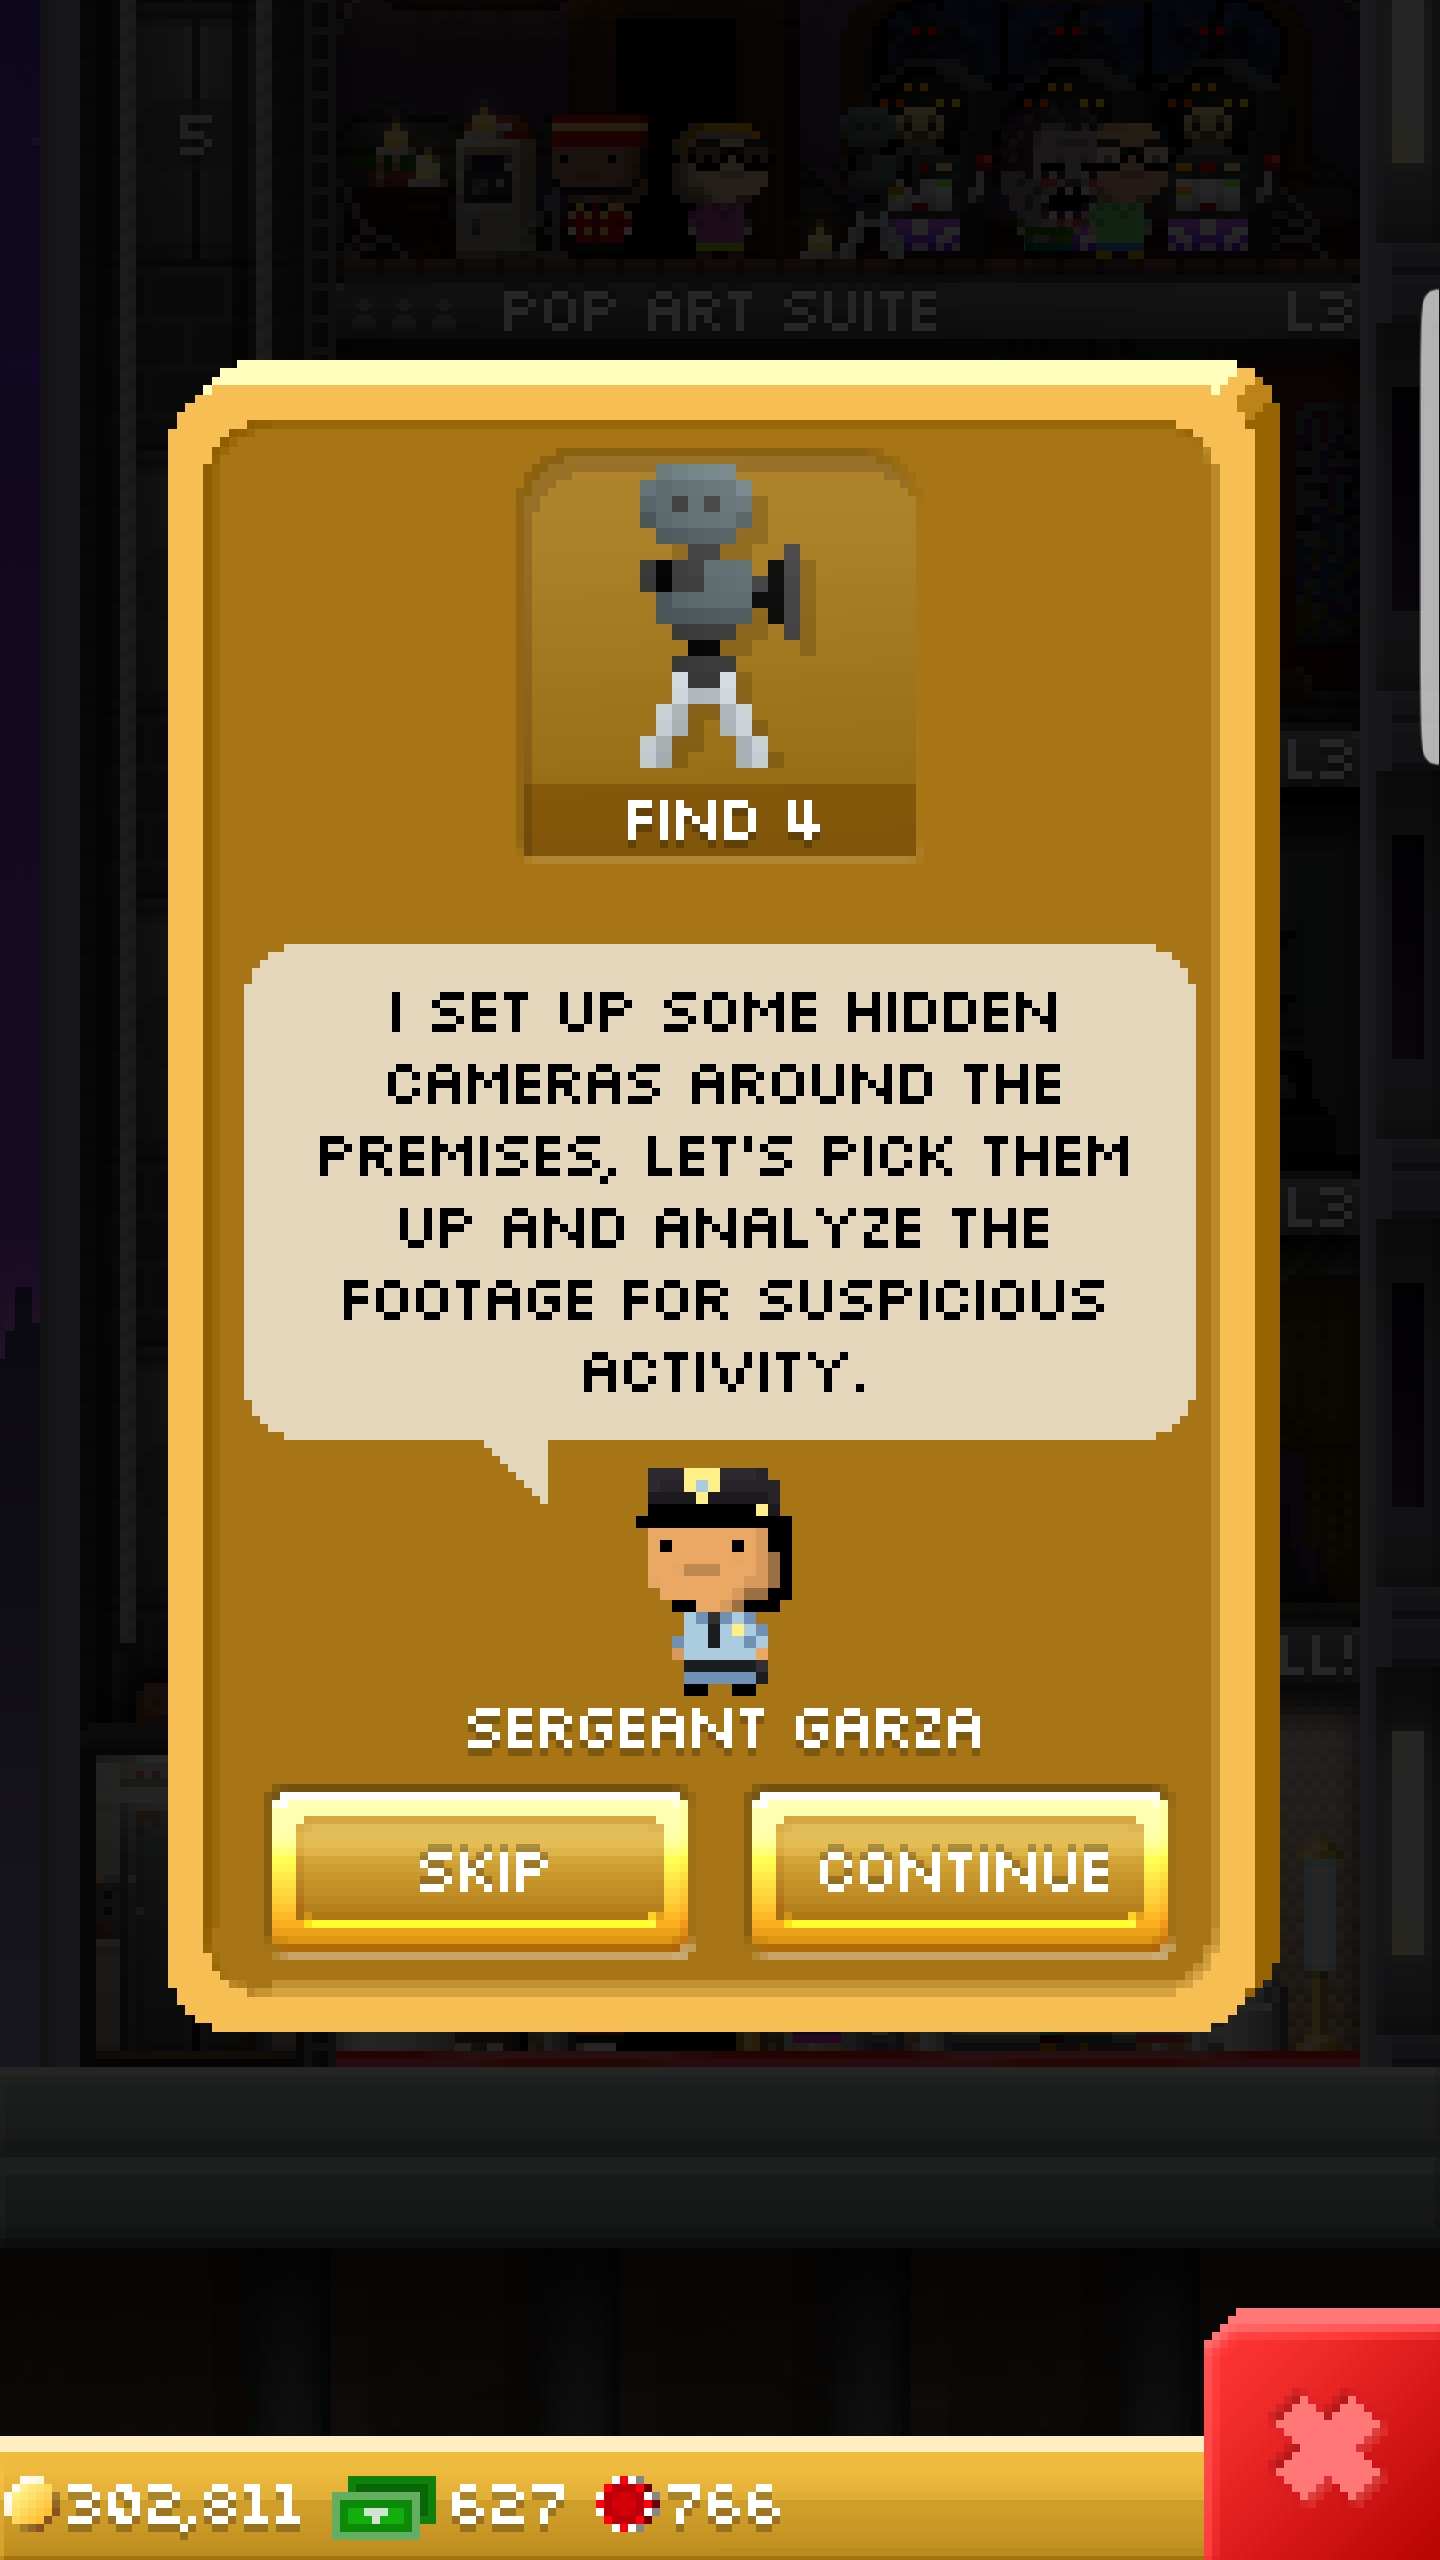 5
POP ART SUITE L3
L3
FIND 4
I SET UP SOME HIDDEN
CAMERAS AROUND THE
PREMISES, LET'S PICK THEM
UP AND ANALYZE THE
FOOTAGE FOR SUSPICIOUS
ACTIVITY.
L3
LL!
SERGEANT GARZA
SKIP CONTINUE
302,811 627 766